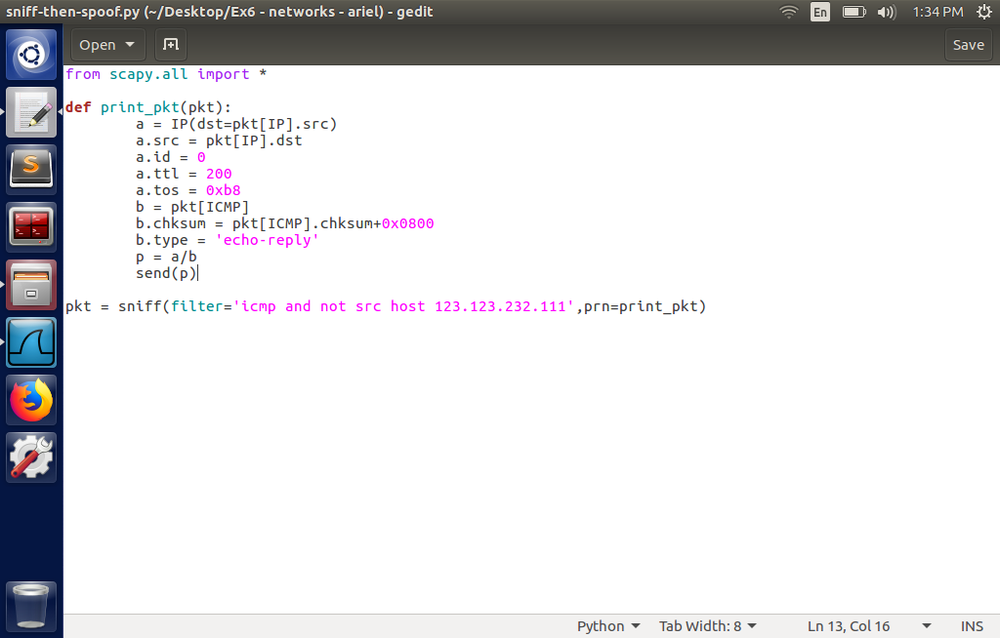 sniff-then-spoof.py (~/Desktop/Ex6 - networks - ariel) - gedit
En
1:34 PM
Open
Save
from scapy.all import *
def print_pkt(pkt):
a = IP(dst=pkt[IP].src)
a.src = pkt[IP].dst
a.id = 0
a.ttl = 200
a.tos = 0xb8
b = pkt[ICMP]
b.chksum = pkt[ICMP].chksum+0x0800
b.type = 'echo-reply'
p = a/b
send(p)
pkt = sniff(filter='icmp and not src host 123.123.232.111',prn=print_pkt)
Python
Tab Width: 8
Ln 13, Col 16
INS